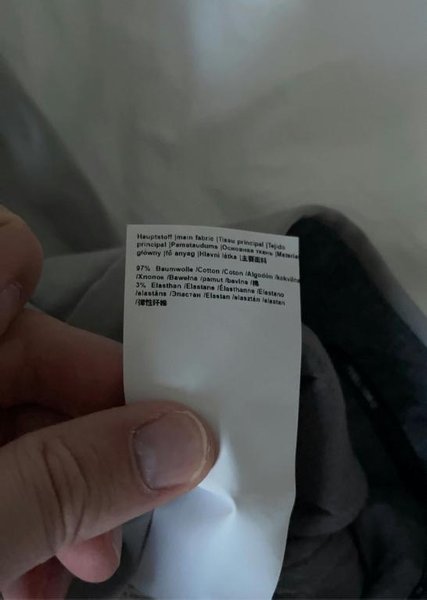 Hauptstoff |main fabric |Tissu principal |Tejido
principal |Pamataudums |Основная ткань |Materiał
główny |fő anyag |Hlavní látka |主要面料
97% Baumwolle /Cotton /Coton /Algodón /kokvilna
/Хлопок /Bawełna /pamut /bavlna /棉
3% Elasthan /Elastane /Élasthanne /Elastano
/elastāns /Эластан /Elastan /elasztán /elastan
/弹性纤维